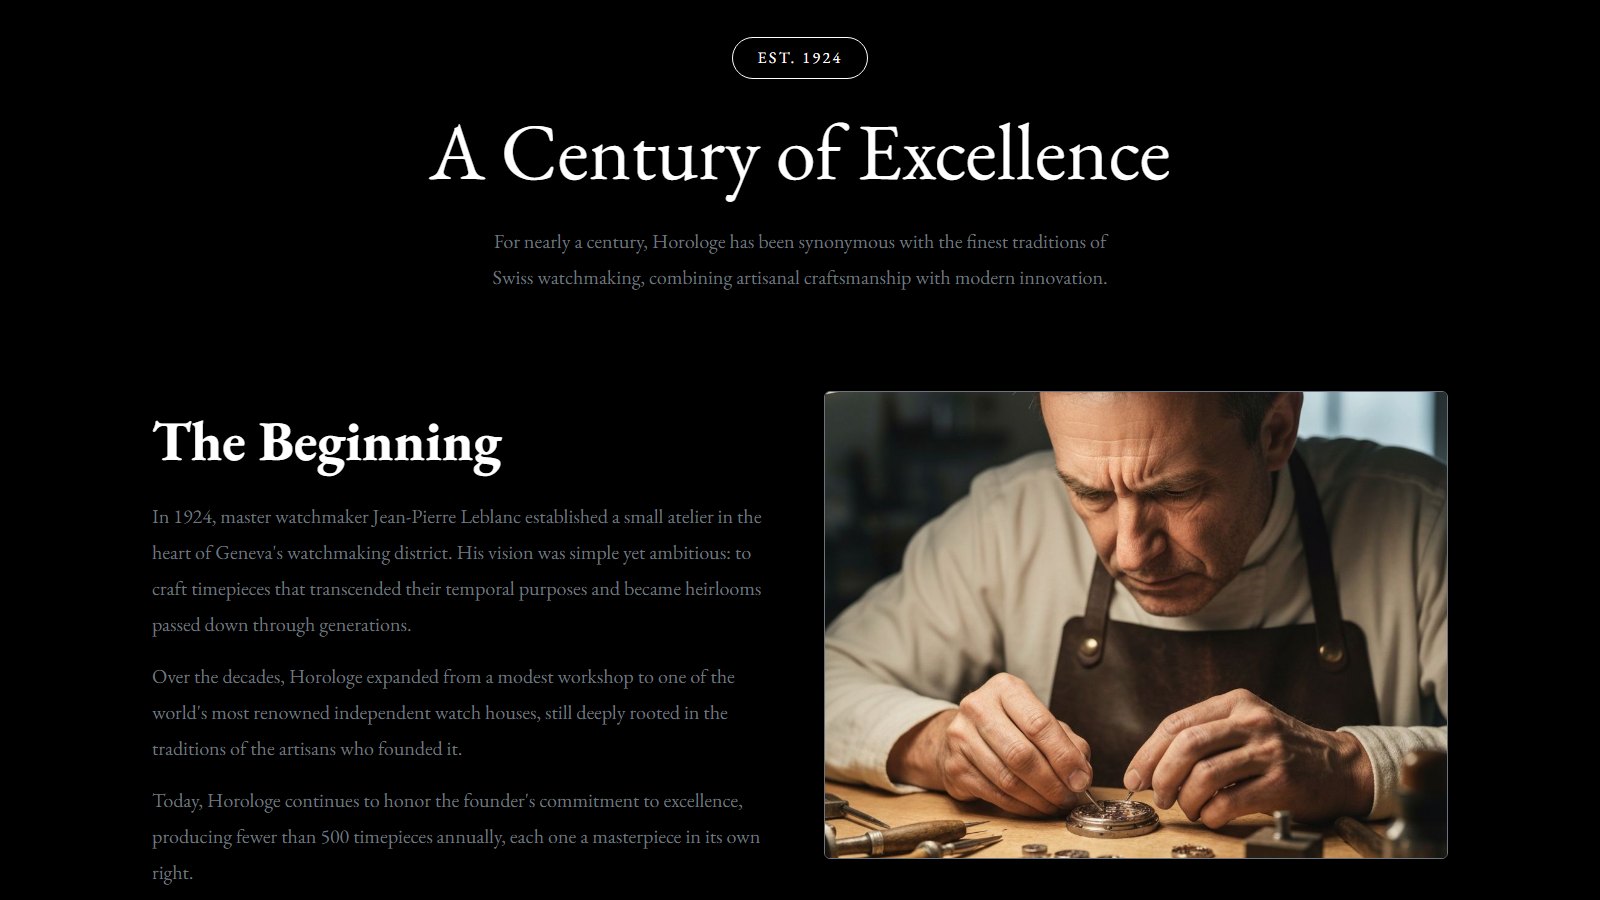 EST. 1924
A Century of Excellence
For nearly a century, Horologe has been synonymous with the finest traditions of
Swiss watchmaking, combining artisanal craftsmanship with modern innovation.
The Beginning
In 1924, master watchmaker Jean-Pierre Leblanc established a small atelier in the
heart of Geneva's watchmaking district. His vision was simple yet ambitious: to
craft timepieces that transcended their temporal purposes and became heirlooms
passed down through generations.
Over the decades, Horologe expanded from a modest workshop to one of the
world's most renowned independent watch houses, still deeply rooted in the
traditions of the artisans who founded it.
Today, Horologe continues to honor the founder's commitment to excellence,
producing fewer than 500 timepieces annually, each one a masterpiece in its own
right.